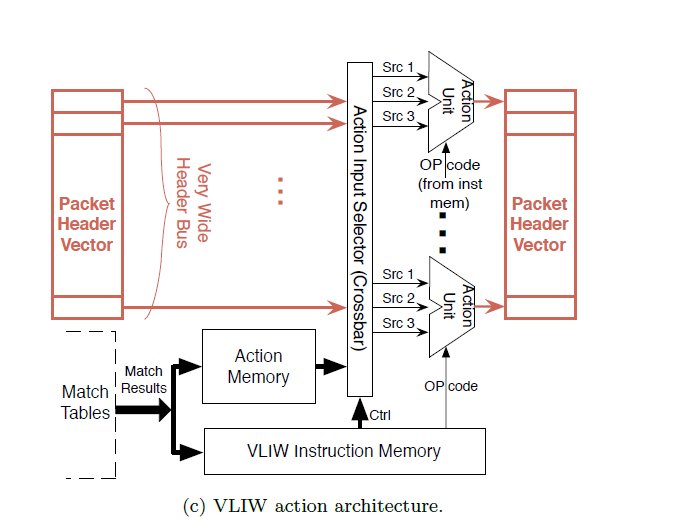 Packet
Header
Vector
Very Wide
Header Bus
Action Input Selector (Crossbar)
Src 1
Src 2
Src 3
Action
Unit
OP code
(from inst
mem)
Src 1
Src 2
Src 3
Action
Unit
OP code
Packet
Header
Vector
Match
Tables
Match
Results
Action
Memory
Ctrl
VLIW Instruction Memory
(c) VLIW action architecture.